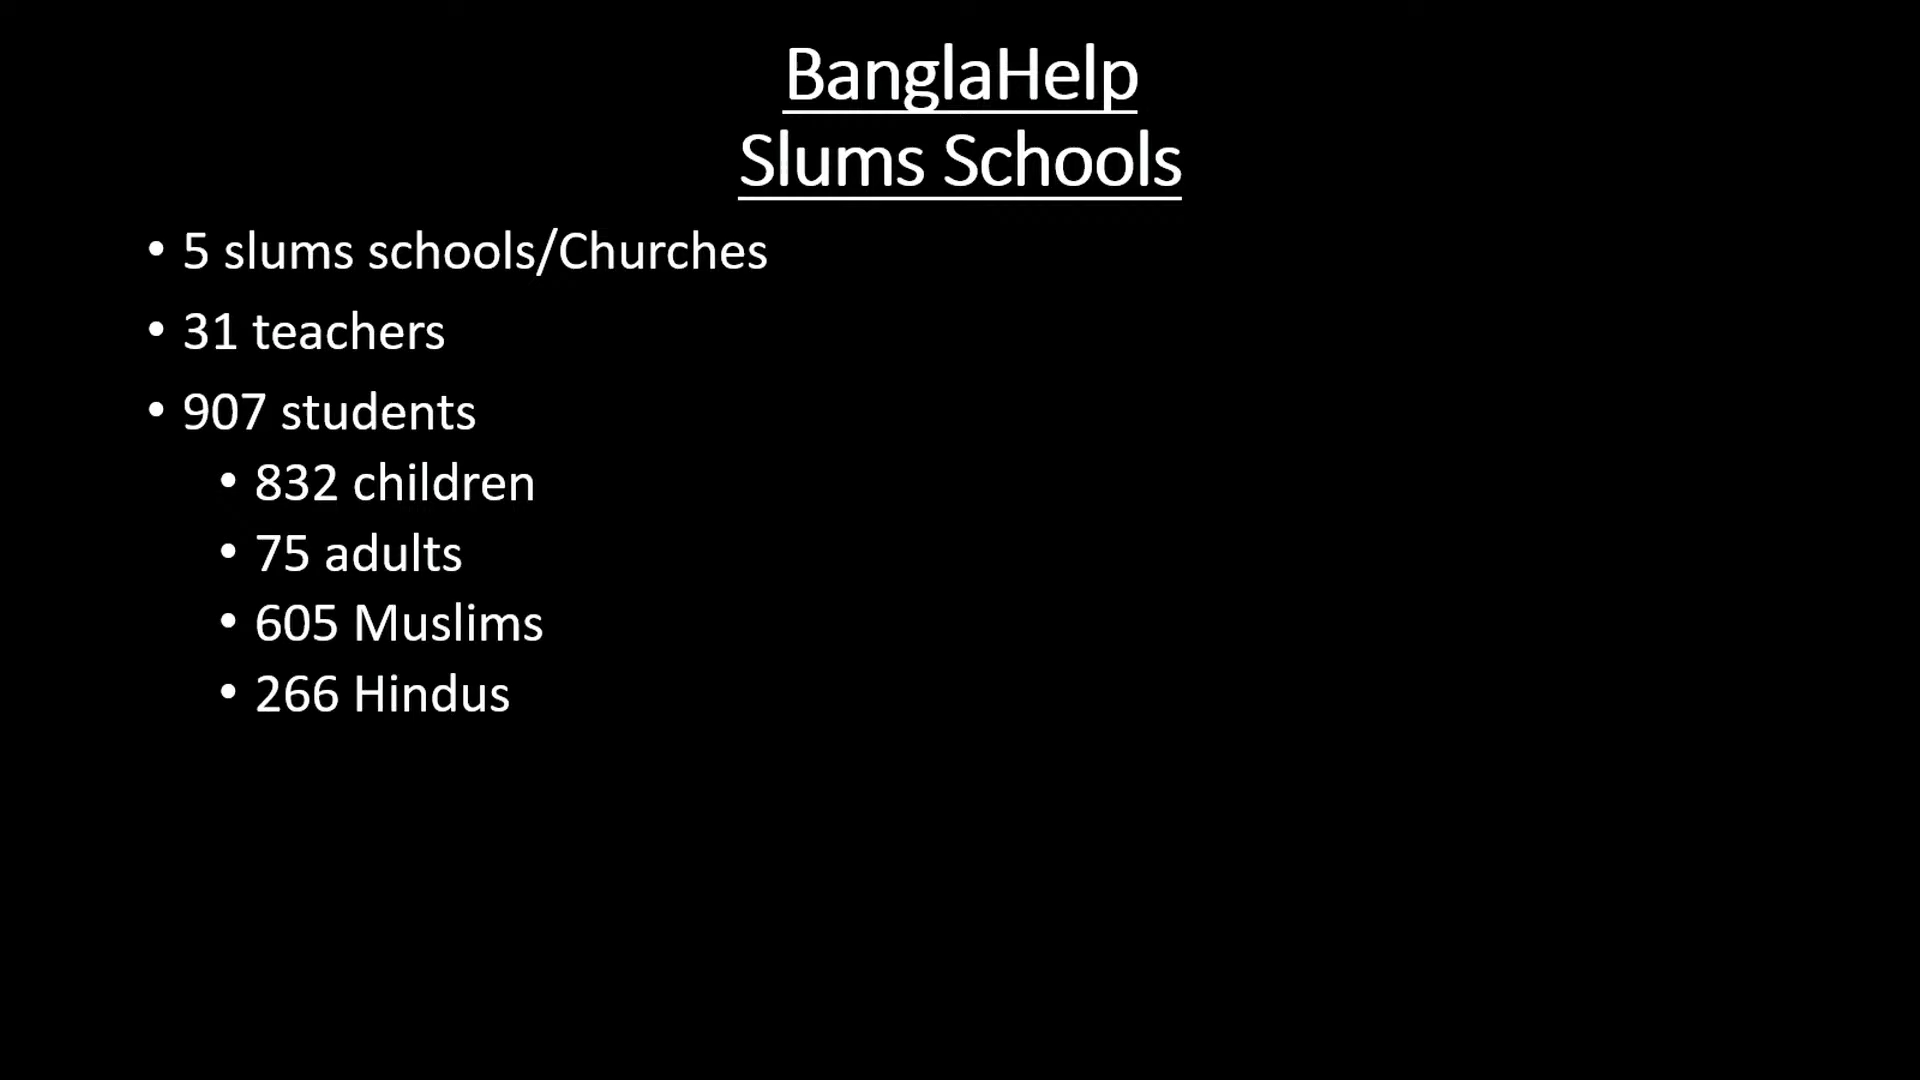 BanglaHelp
Slums Schools
• 5 slums schools/Churches
• 31 teachers
• 907 students
• 832 children
• 75 adults
• 605 Muslims
• 266 Hindus